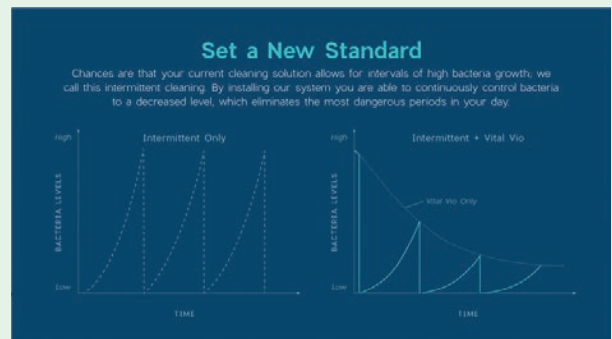 Set a New Standard
Chances are that your current cleaning solution allows for intervals of high bacteria growth; we
call this intermittent cleaning. By installing our system you are able to continuously control bacteria
to a decreased level, which eliminates the most dangerous periods in your day.
High
Intermittent Only
BACTERIA LEVELS
Low
TIME
High
Intermittent + Vital Vio
Vital Vio Only
BACTERIA LEVELS
Low
TIME